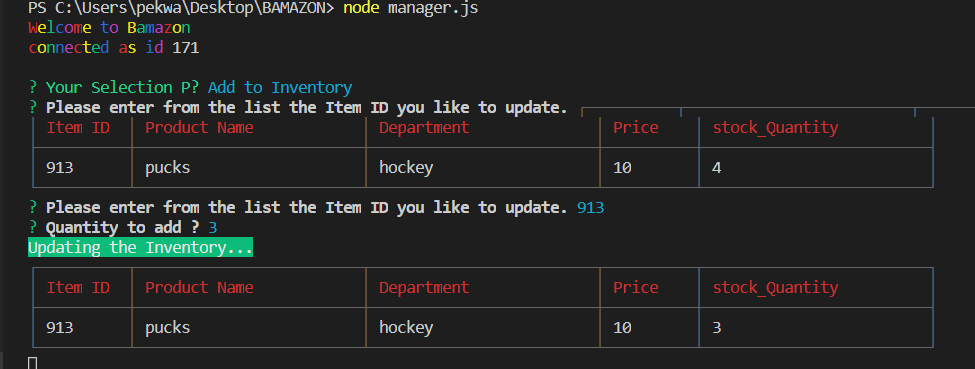 PS C:\Users\pekwa\Desktop\BAMAZON> node manager.js
Welcome to Bamazon
connected as id 171
? Your Selection P? Add to Inventory
? Please enter from the list the Item ID you like to update.
Item ID Product Name Department Price stock_Quantity
913 pucks hockey 10 4
? Please enter from the list the Item ID you like to update. 913
? Quantity to add ? 3
Updating the Inventory...
Item ID Product Name Department Price stock_Quantity
913 pucks hockey 10 3